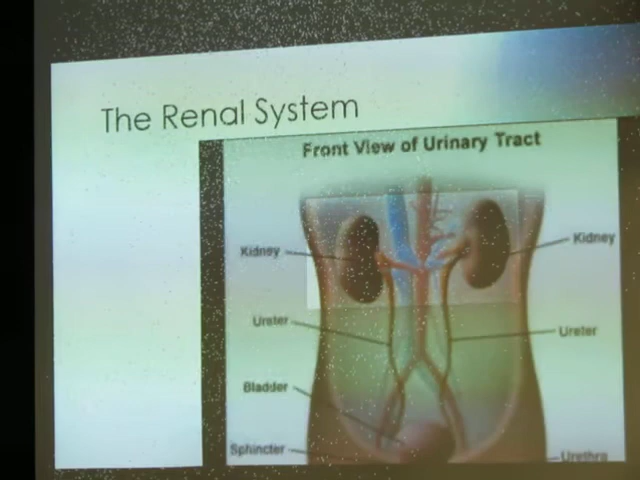 The Renal System
Front View of Urinary Tract
Kidney
Kidney
Ureter
Ureter
Bladder
Sphincter
Urethra